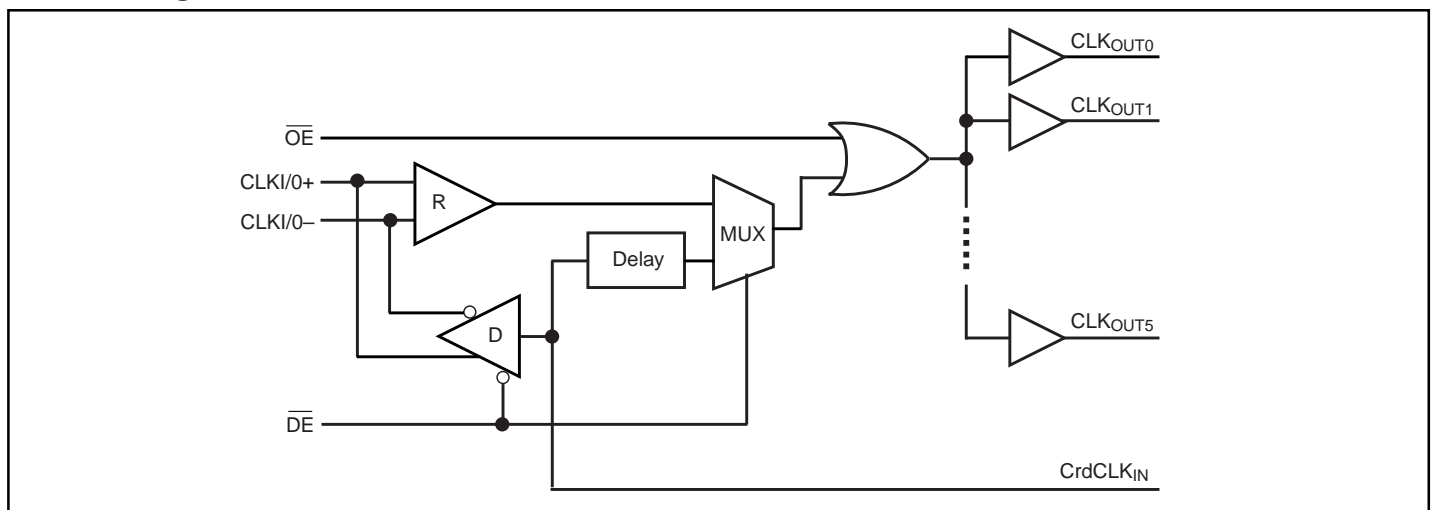 CLKOUT0
CLKOUT1
OE
CLKI/0+
CLKI/0–
R
MUX
Delay
D
CLKOUT5
DE
CrdCLKIN